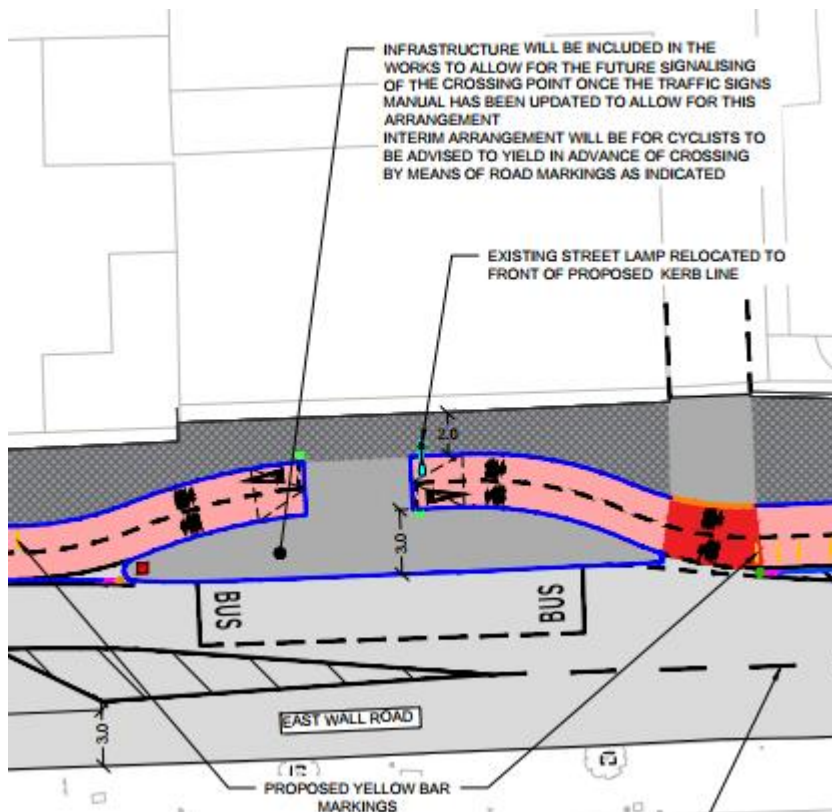 INFRASTRUCTURE WILL BE INCLUDED IN THE
WORKS TO ALLOW FOR THE FUTURE SIGNALISING
OF THE CROSSING POINT ONCE THE TRAFFIC SIGNS
MANUAL HAS BEEN UPDATED TO ALLOW FOR THIS
ARRANGEMENT
INTERIM ARRANGEMENT WILL BE FOR CYCLISTS TO
BE ADVISED TO YIELD IN ADVANCE OF CROSSING
BY MEANS OF ROAD MARKINGS AS INDICATED
EXISTING STREET LAMP RELOCATED TO
FRONT OF PROPOSED KERB LINE
2.0
3.0
BUS
BUS
3.0
EAST WALL ROAD
PROPOSED YELLOW BAR
MARKINGS